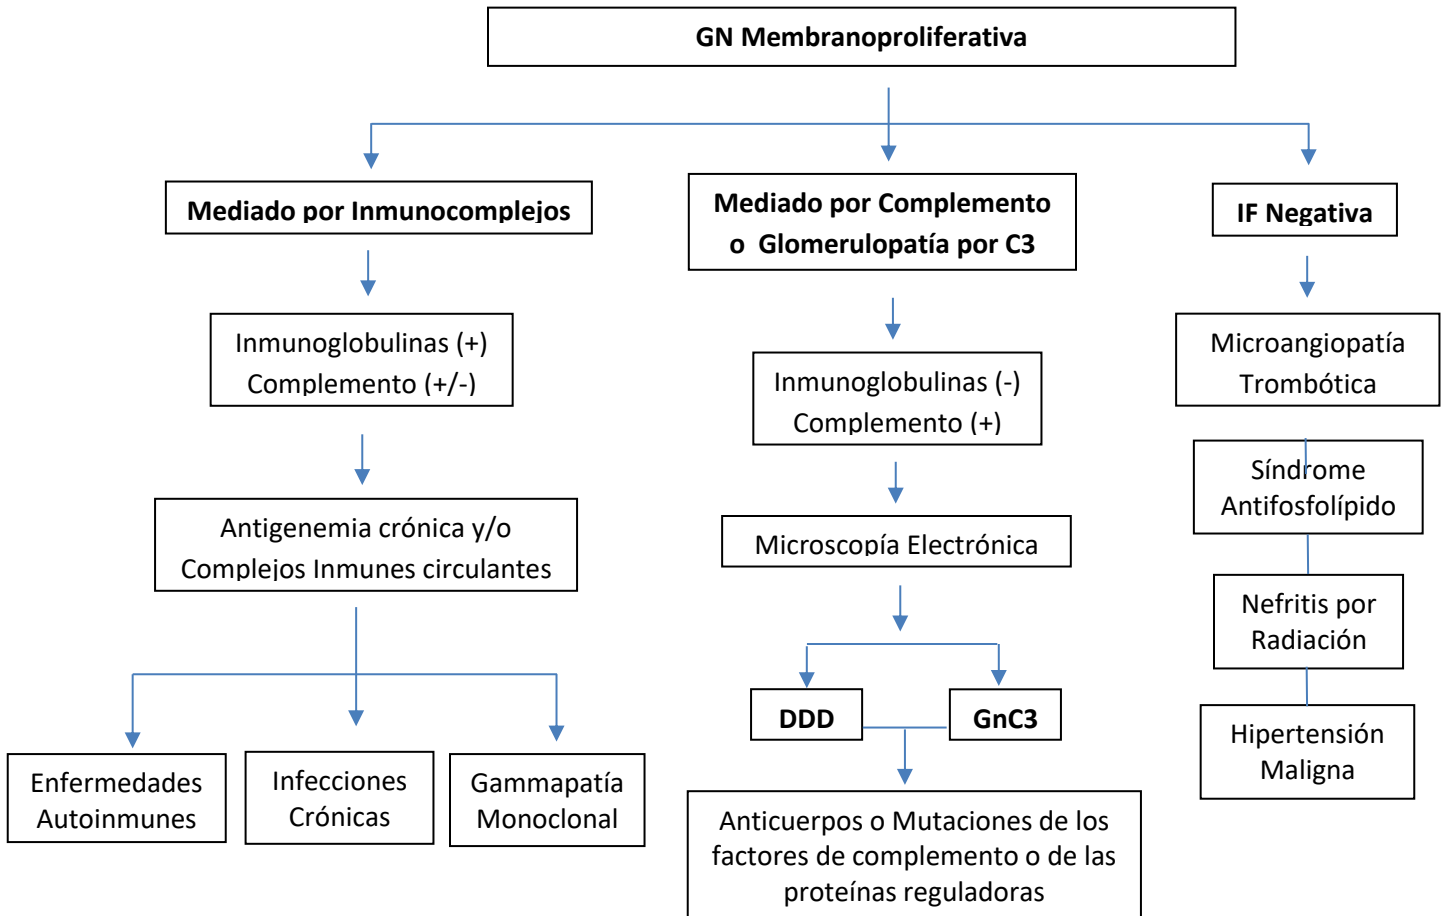 GN Membranoproliferativa
Mediado por Inmunocomplejos
Mediado por Complemento
o Glomerulopatía por C3
IF Negativa
Inmunoglobulinas (+)
Complemento (+/-)
Inmunoglobulinas (-)
Complemento (+)
Microangiopatía
Trombótica
Antigenemia crónica y/o
Complejos Inmunes circulantes
Microscopía Electrónica
Síndrome
Antifosfolípido
Nefritis por
Radiación
DDD
GnC3
Hipertensión
Maligna
Enfermedades
Autoinmunes
Infecciones
Crónicas
Gammapatía
Monoclonal
Anticuerpos o Mutaciones de los
factores de complemento o de las
proteínas reguladoras